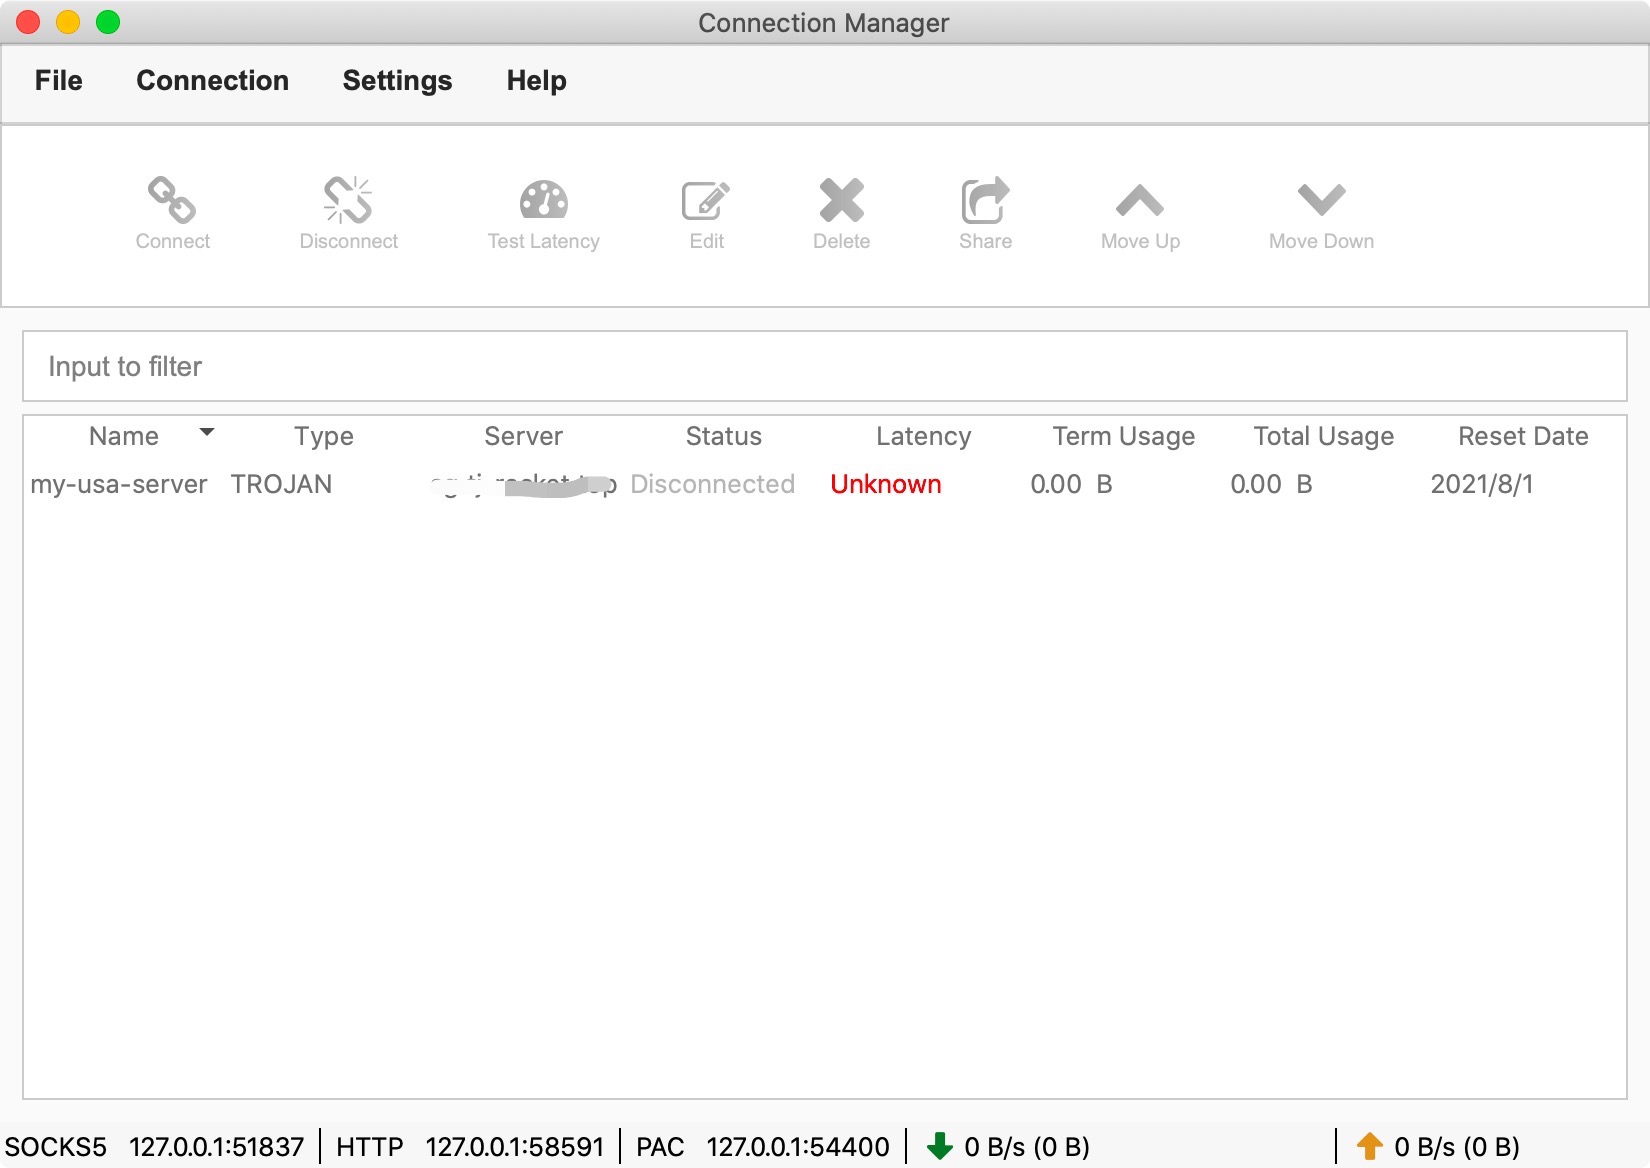 Connection Manager
File Connection Settings Help
Connect Disconnect Test Latency Edit Delete Share Move Up Move Down
Input to filter
Name Type Server Status Latency Term Usage Total Usage Reset Date
my-usa-server TROJAN Disconnected Unknown 0.00 B 0.00 B 2021/8/1
SOCKS5 127.0.0.1:51837 HTTP 127.0.0.1:58591 PAC 127.0.0.1:54400 0 B/s (0 B) 0 B/s (0 B)